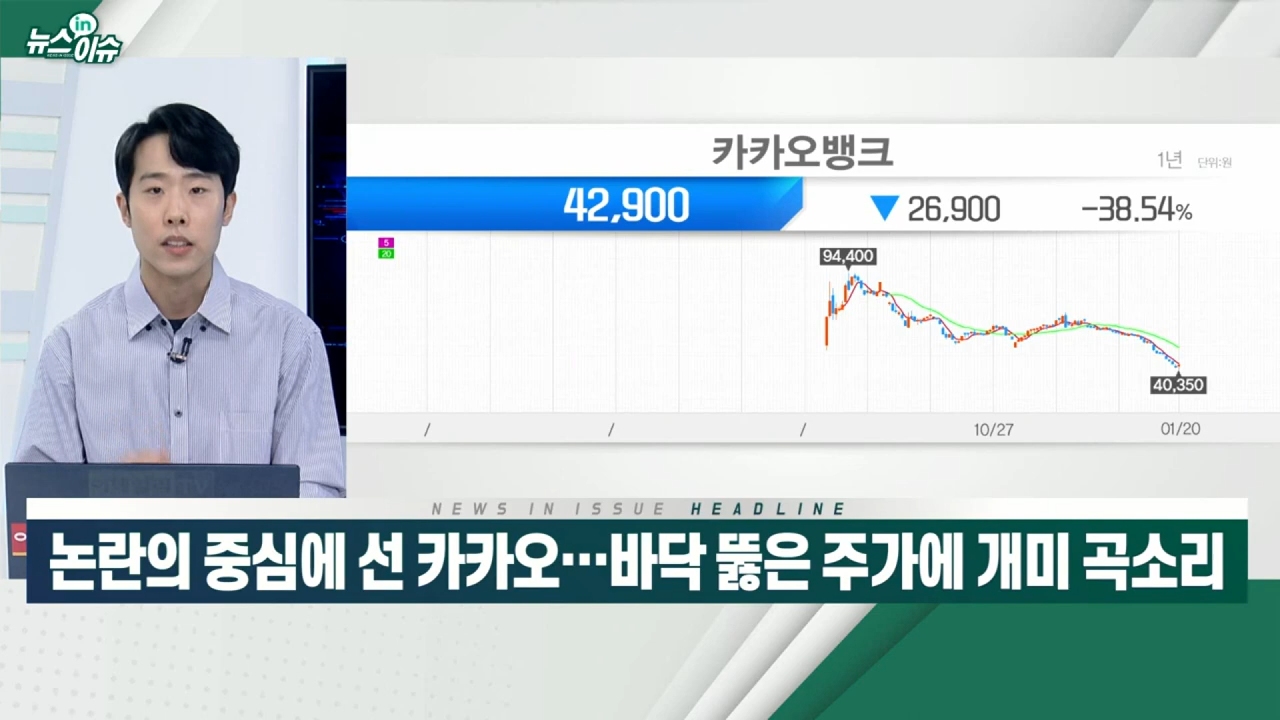 뉴스in이슈
카카오뱅크
1년 단위:원
42,900 ▼ 26,900 -38.54%
5
20
94,400
40,350
/ / / 10/27 01/20
NEWS IN ISSUE HEADLINE
논란의 중심에 선 카카오…바닥 뚫은 주가에 개미 곡소리